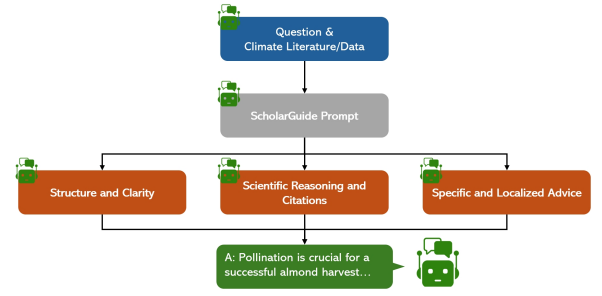 Question &
Climate Literature/Data
ScholarGuide Prompt
Structure and Clarity
Scientific Reasoning and
Citations
Specific and Localized Advice
A: Pollination is crucial for a
successful almond harvest...